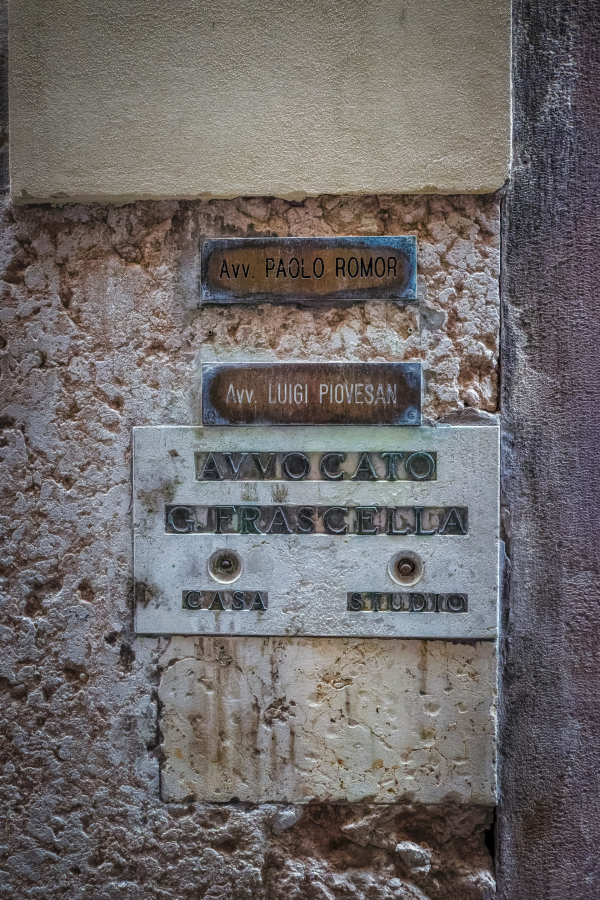 Avv. PAOLO ROMOR
Avv. LUIGI PIOVESAN
AVVOCATO
G. FRASCELLA
CASA STUDIO